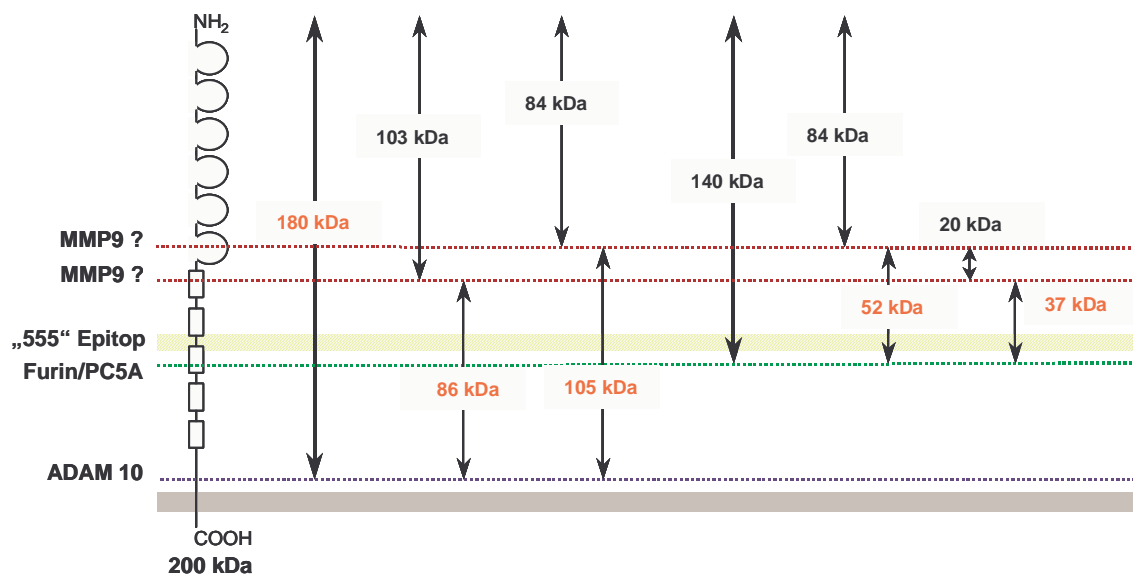 NH2
84 kDa
84 kDa
103 kDa
140 kDa
180 kDa
20 kDa
MMP9 ?
MMP9 ?
52 kDa
37 kDa
„555“ Epitop
Furin/PC5A
86 kDa
105 kDa
ADAM 10
COOH
200 kDa